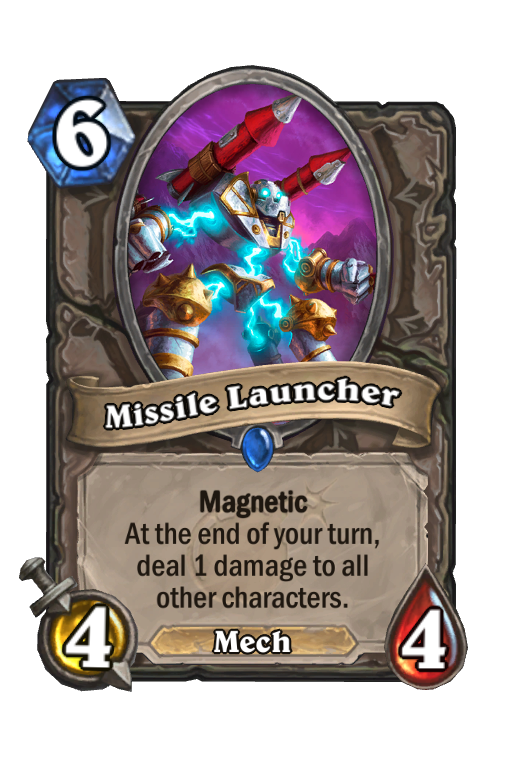 6
Missile Launcher
Magnetic
At the end of your turn,
deal 1 damage to all
other characters.
4
Mech
4